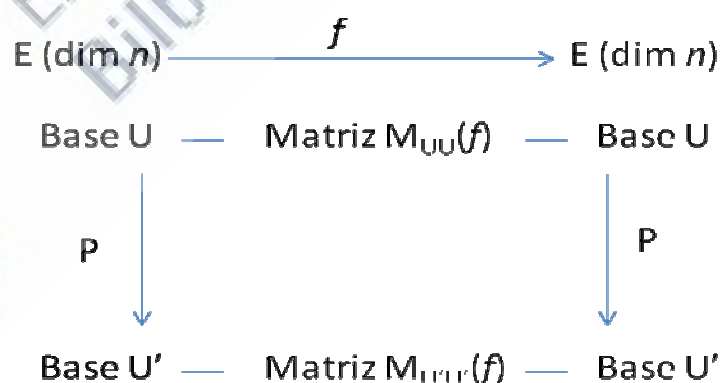 f
E (dim n) E (dim n)
Base U — Matriz M_UU(f) — Base U
P P
Base U' — Matriz M_U'U'(f) — Base U'